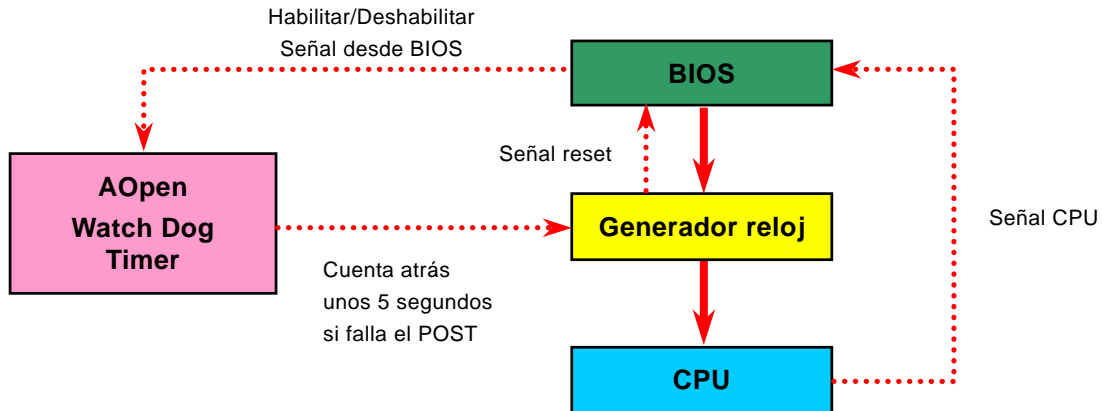 Habilitar/Deshabilitar
Señal desde BIOS
BIOS
Señal reset
AOpen
Watch Dog
Timer
Generador reloj
Señal CPU
Cuenta atrás
unos 5 segundos
si falla el POST
CPU